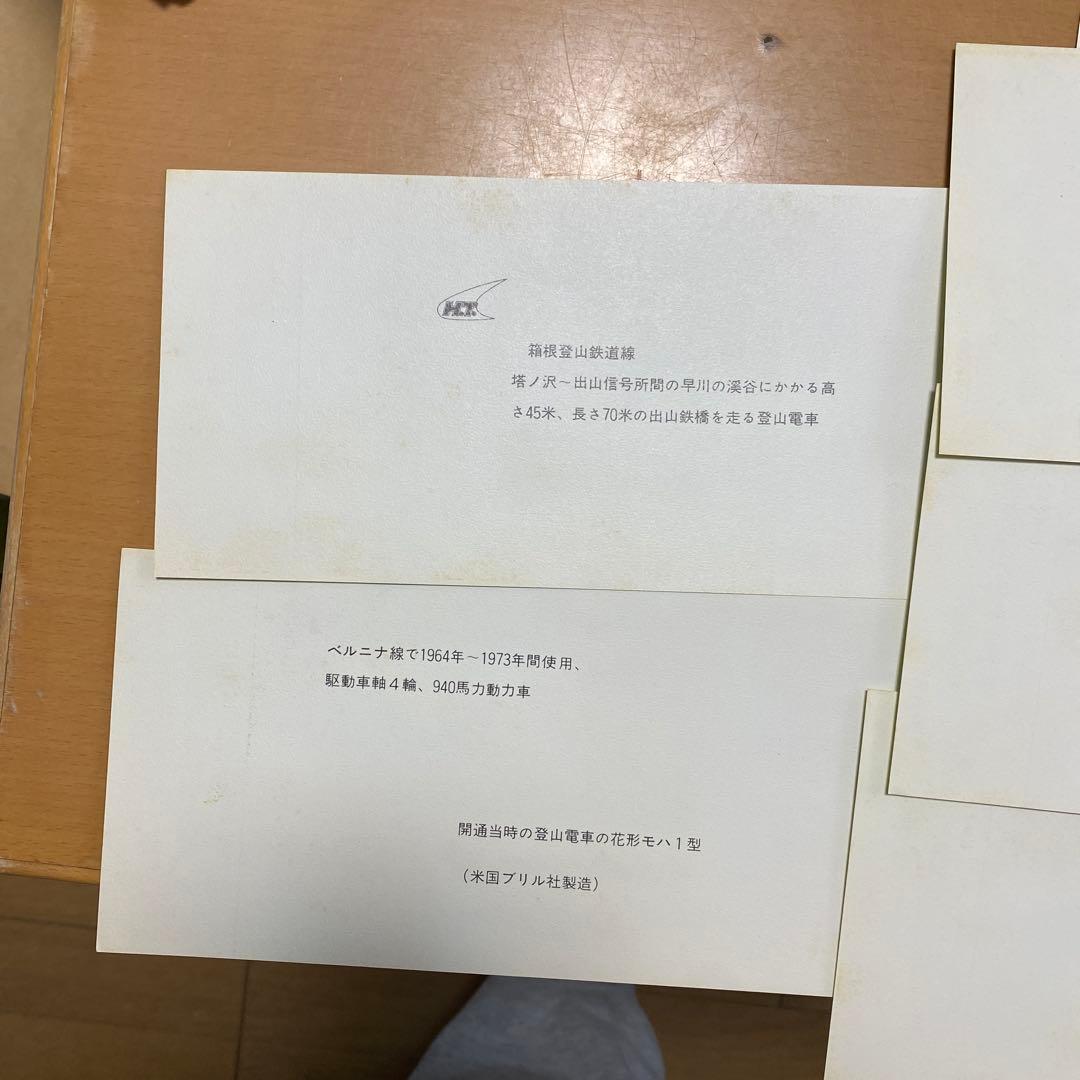 H.T.
箱根登山鉄道線
塔ノ沢～出山信号所間の早川の溪谷にかかる高
さ45米、長さ70米の出山鉄橋を走る登山電車
ベルニナ線で1964年～1973年間使用、
駆動車軸4輪、940馬力動力車
開通当時の登山電車の花形モハ1型
（米国ブリル社製造）